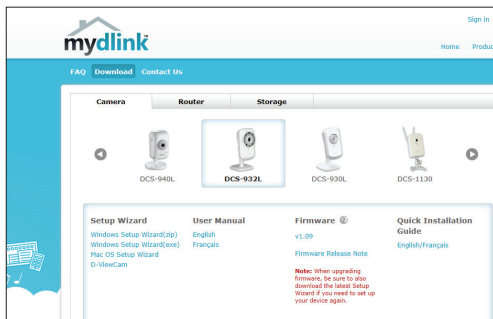 Sign in
mydlink
Home Produc
FAQ Download Contact Us
Camera Router Storage
DCS-940L DCS-932L DCS-930L DCS-1130
Setup Wizard
Windows Setup Wizard(zip)
Windows Setup Wizard(exe)
Mac OS Setup Wizard
D-ViewCam
User Manual
English
Français
Firmware
v1.09
Firmware Release Note
Note: When upgrading
firmware, be sure to also
download the latest Setup
Wizard if you need to set up
your device again.
Quick Installation
Guide
English/Français